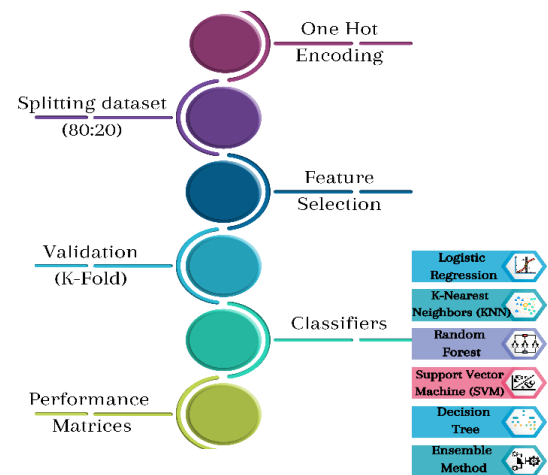 One Hot
Encoding
Splitting dataset
(80:20)
Feature
Selection
Validation
(K-Fold)
Classifiers
Performance
Matrices
Logistic
Regression
K-Nearest
Neighbors (KNN)
Random
Forest
Support Vector
Machine (SVM)
Decision
Tree
Ensemble
Method